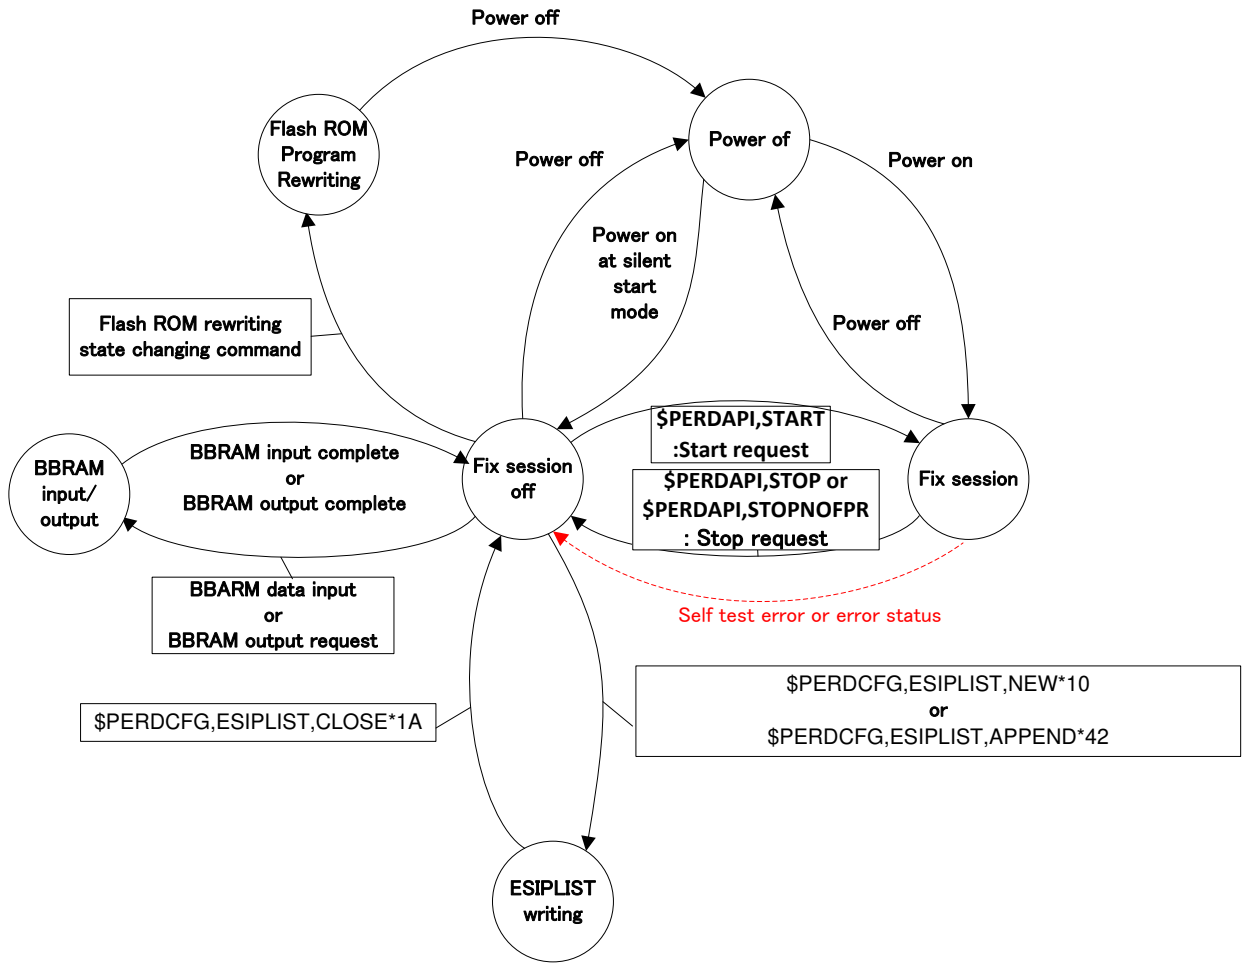 Power off
Flash ROM
Program
Rewriting
Power of
Power off
Power on
Power on
at silent
start
mode
Flash ROM rewriting
state changing command
Power off
$PERDAPI,START
:Start request
BBRAM
input/
output
BBRAM input complete
or
BBRAM output complete
Fix session
off
$PERDAPI,STOP or
$PERDAPI,STOPNOFPR
: Stop request
Fix session
BBARM data input
or
BBRAM output request
Self test error or error status
$PERDCFG,ESIPLIST,CLOSE*1A
$PERDCFG,ESIPLIST,NEW*10
or
$PERDCFG,ESIPLIST,APPEND*42
ESIPLIST
writing